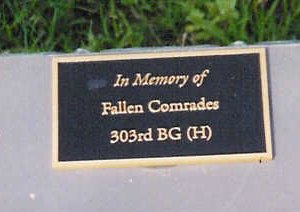 In Memory of
Fallen Comrades
303rd BG (H)